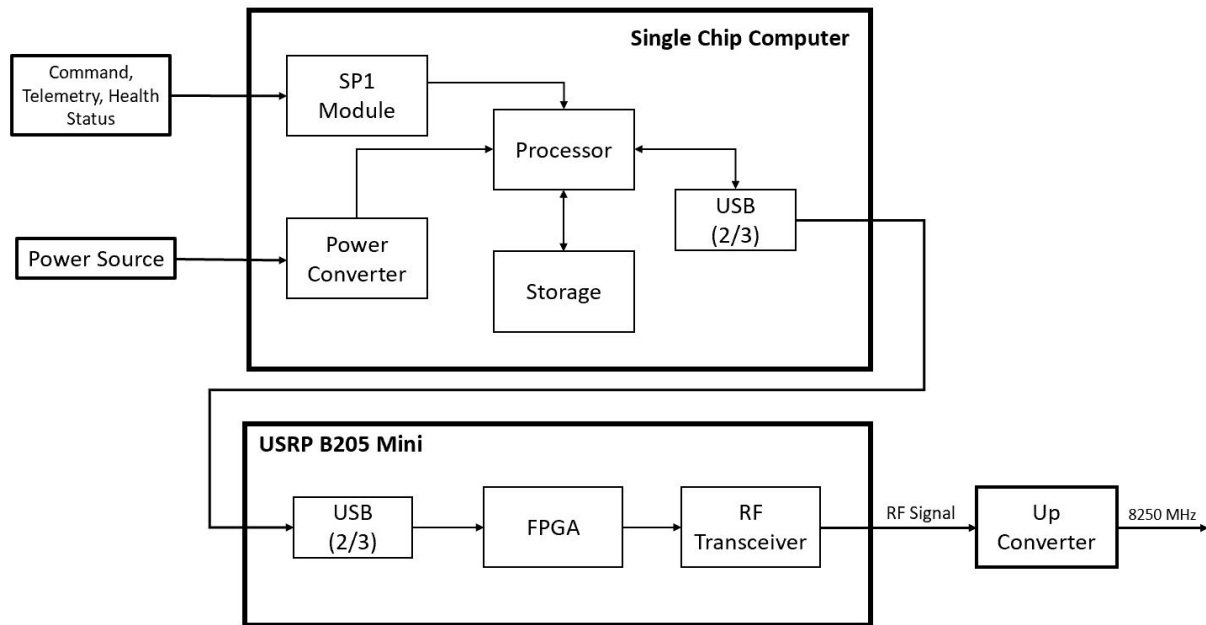 Single Chip Computer
Command,
Telemetry, Health
Status
SP1
Module
Processor
USB
(2/3)
Power Source
Power
Converter
Storage
USRP B205 Mini
USB
(2/3)
FPGA
RF
Transceiver
RF Signal
Up
Converter
8250 MHz